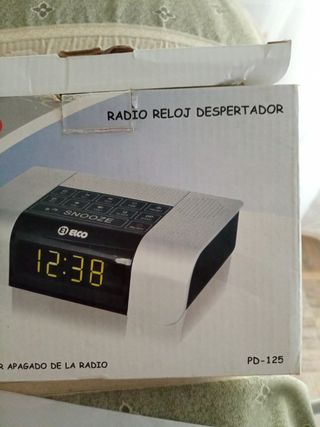 RADIO RELOJ DESPERTADOR
SNOOZE
ELCO
12:38
R APAGADO DE LA RADIO
PD-125